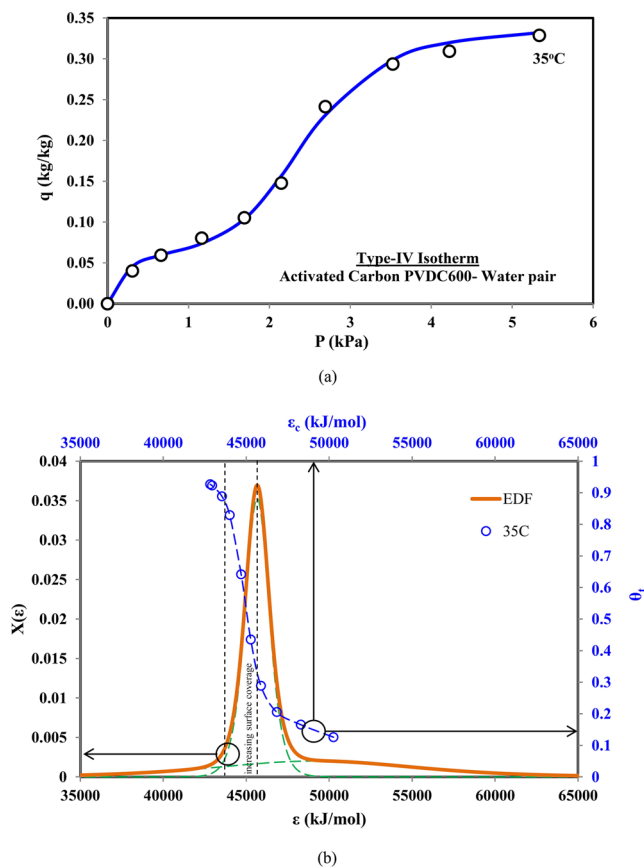 0.35
0.30
0.25
0.20
0.15
0.10
0.05
0.00
q (kg/kg)
35°C
Type-IV Isotherm
Activated Carbon PVDC600- Water pair
0 1 2 3 4 5 6
P (kPa)
(a)
εc (kJ/mol)
35000 40000 45000 50000 55000 60000 65000
0.04
0.035
0.03
0.025
0.02
0.015
0.01
0.005
0
X(ε)
EDF
35C
increasing surface coverage
1
0.9
0.8
0.7
0.6
0.5
0.4
0.3
0.2
0.1
0
θt
35000 40000 45000 50000 55000 60000 65000
ε (kJ/mol)
(b)